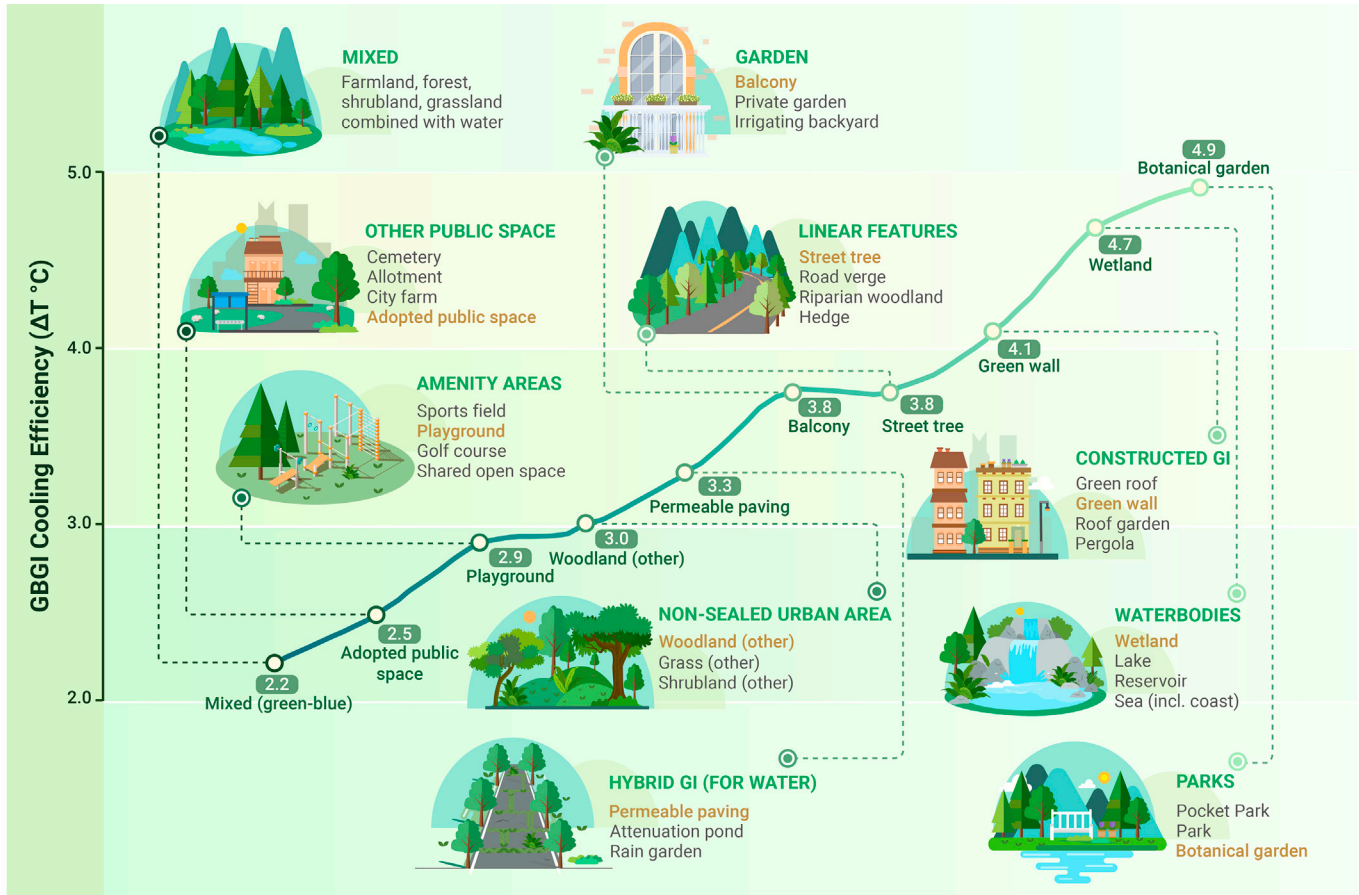 GBGI Cooling Efficiency (ΔT °C)
5.0
4.0
3.0
2.0
MIXED
Farmland, forest,
shrubland, grassland
combined with water
GARDEN
Balcony
Private garden
Irrigating backyard
OTHER PUBLIC SPACE
Cemetery
Allotment
City farm
Adopted public space
LINEAR FEATURES
Street tree
Road verge
Riparian woodland
Hedge
AMENITY AREAS
Sports field
Playground
Golf course
Shared open space
4.9
Botanical garden
4.7
Wetland
4.1
Green wall
3.8
Balcony
3.8
Street tree
3.3
Permeable paving
3.0
Woodland (other)
2.9
Playground
2.5
Adopted public
space
2.2
Mixed (green-blue)
CONSTRUCTED GI
Green roof
Green wall
Roof garden
Pergola
NON-SEALED URBAN AREA
Woodland (other)
Grass (other)
Shrubland (other)
WATERBODIES
Wetland
Lake
Reservoir
Sea (incl. coast)
HYBRID GI (FOR WATER)
Permeable paving
Attenuation pond
Rain garden
PARKS
Pocket Park
Park
Botanical garden